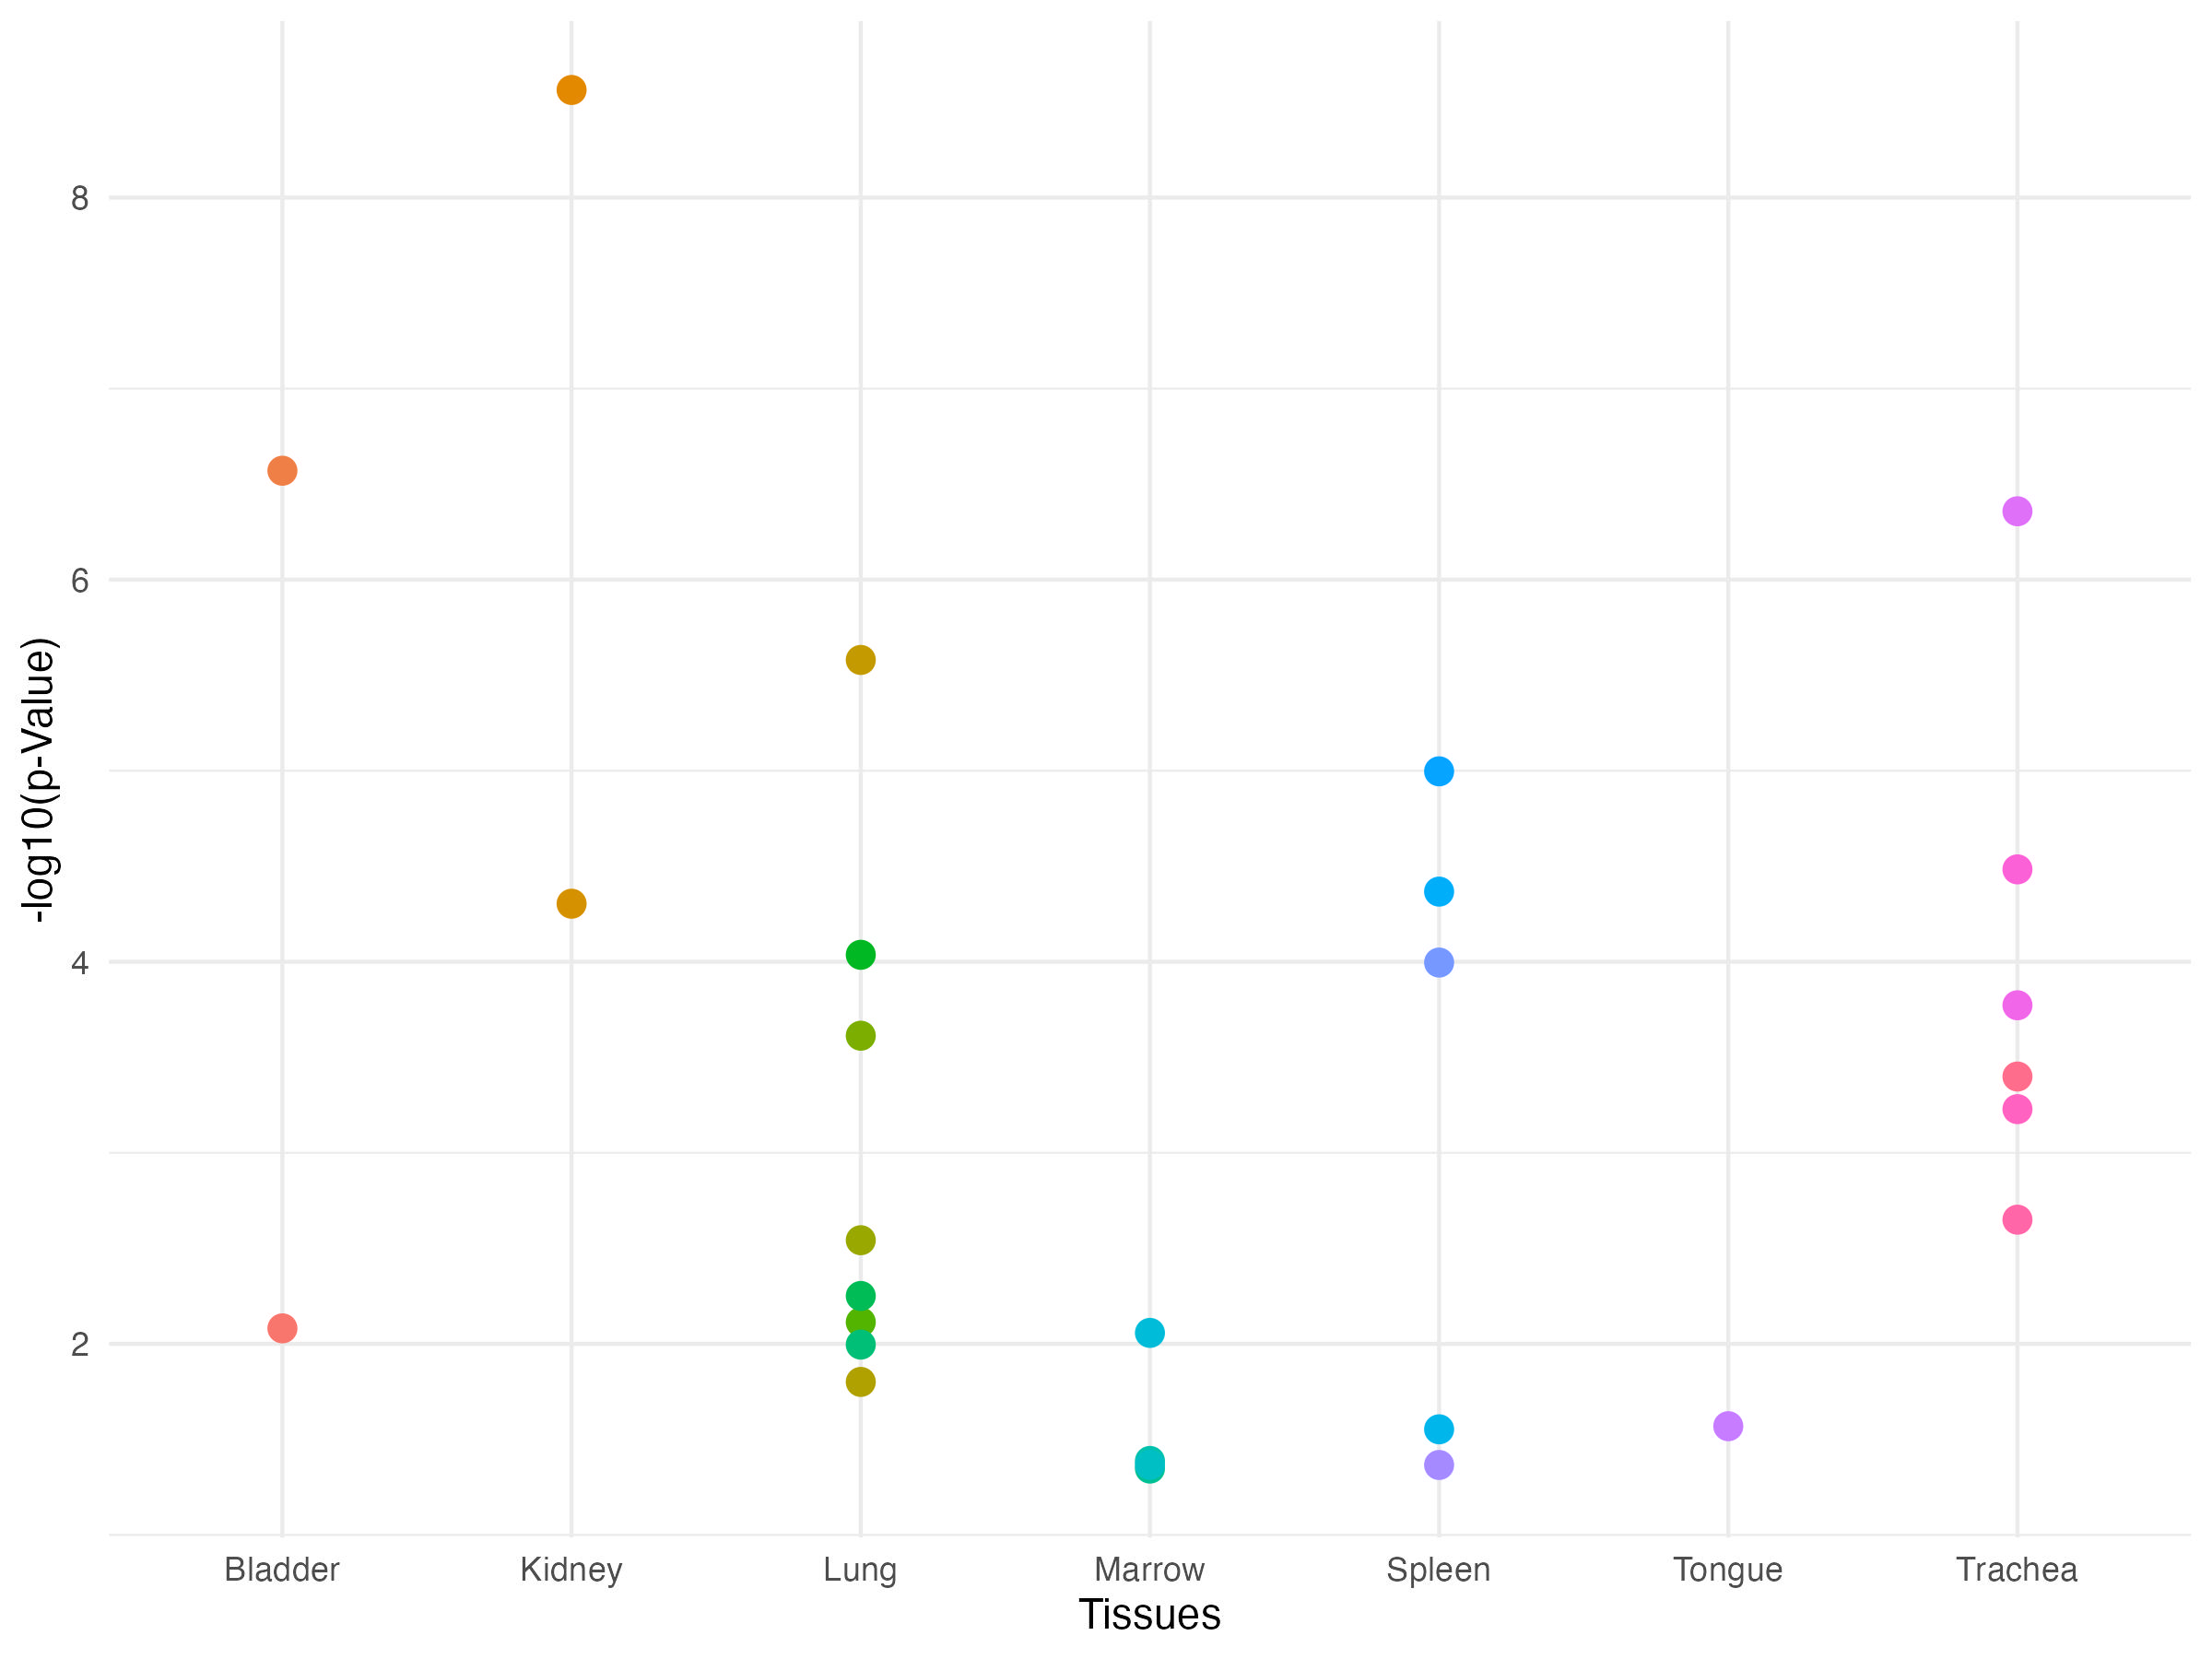 -log10(p-Value)
8
6
4
2
Bladder Kidney Lung Marrow Spleen Tongue Trachea
Tissues